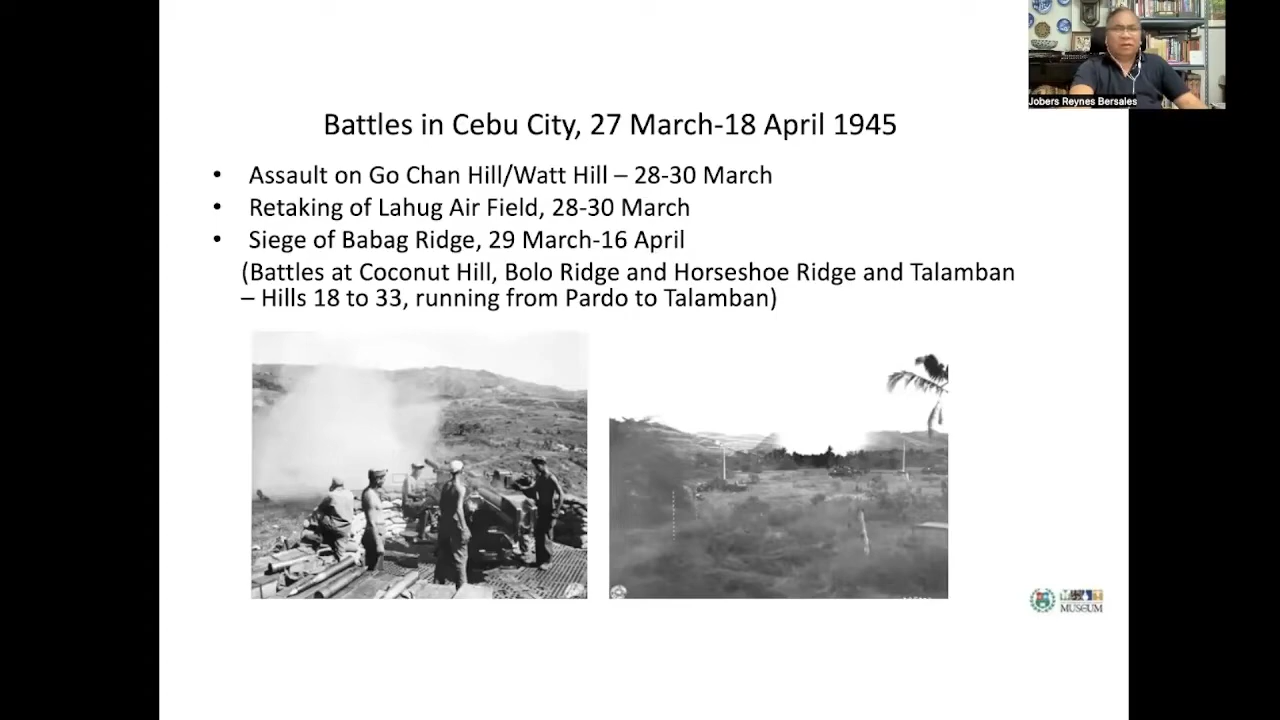 Jobers Reynes Bersales
Battles in Cebu City, 27 March-18 April 1945
• Assault on Go Chan Hill/Watt Hill – 28-30 March
• Retaking of Lahug Air Field, 28-30 March
• Siege of Babag Ridge, 29 March-16 April
(Battles at Coconut Hill, Bolo Ridge and Horseshoe Ridge and Talamban
– Hills 18 to 33, running from Pardo to Talamban)
MUSEUM